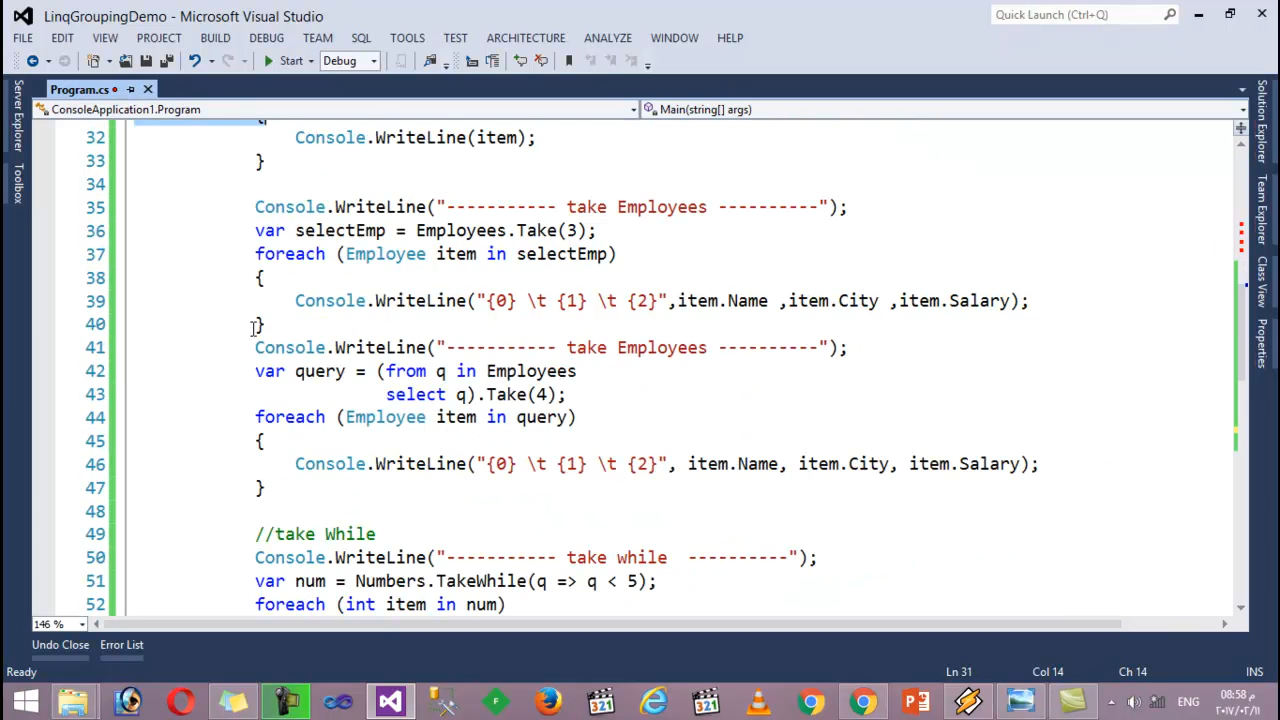 LinqGroupingDemo - Microsoft Visual Studio
Quick Launch (Ctrl+Q)
FILE EDIT VIEW PROJECT BUILD DEBUG TEAM SQL TOOLS TEST ARCHITECTURE ANALYZE WINDOW HELP
Start Debug
Program.cs
ConsoleApplication1.Program Main(string[] args)
Server Explorer
Toolbox
Solution Explorer
Team Explorer
Class View
Properties
{
32 Console.WriteLine(item);
33 }
34
35 Console.WriteLine("----------- take Employees ----------");
36 var selectEmp = Employees.Take(3);
37 foreach (Employee item in selectEmp)
38 {
39 Console.WriteLine("{0} \t {1} \t {2}",item.Name ,item.City ,item.Salary);
40 }
41 Console.WriteLine("----------- take Employees ----------");
42 var query = (from q in Employees
43 select q).Take(4);
44 foreach (Employee item in query)
45 {
46 Console.WriteLine("{0} \t {1} \t {2}", item.Name, item.City, item.Salary);
47 }
48
49 //take While
50 Console.WriteLine("----------- take while  ----------");
51 var num = Numbers.TakeWhile(q => q < 5);
52 foreach (int item in num)
146 %
Undo Close Error List
Ready Ln 31 Col 14 Ch 14 INS
321 321 ENG
08:58 م